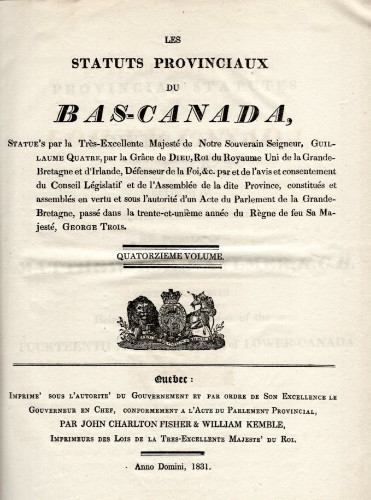 LES
STATUTS PROVINCIAUX
DU
BAS-CANADA,
STATUE's par la Très-Excellente Majesté de Notre Souverain Seigneur, GUIL-
LAUME QUATRE, par la Grâce de DIEU, ROI du Royaume Uni de la Grande-
Bretagne et d'Irlande, Défenseur de la Foi, &c. par et de l'avis et consentement
du Conseil Législatif et de l'Assemblée de la dite Province, constitués et
assemblés en vertu et sous l'autorité d'un Acte du Parlement de la Grande-
Bretagne, passé dans la trente-et-unième année du Règne de feu Sa Ma-
jesté, GEORGE TROIS.
QUATORZIEME VOLUME.
Quebec:
IMPRIME' SOUS L'AUTORITE' DU GOUVERNEMENT ET PAR ORDRE DE SON EXCELLENCE LE
GOUVERNEUR EN CHEF, CONFORMEMENT A L'ACTE DU PARLEMENT PROVINCIAL,
PAR JOHN CHARLTON FISHER & WILLIAM KEMBLE,
IMPRIMEURS DES LOIS DE LA TRES-EXCELLENTE MAJESTE' DU ROI.
Anno Domini, 1831.